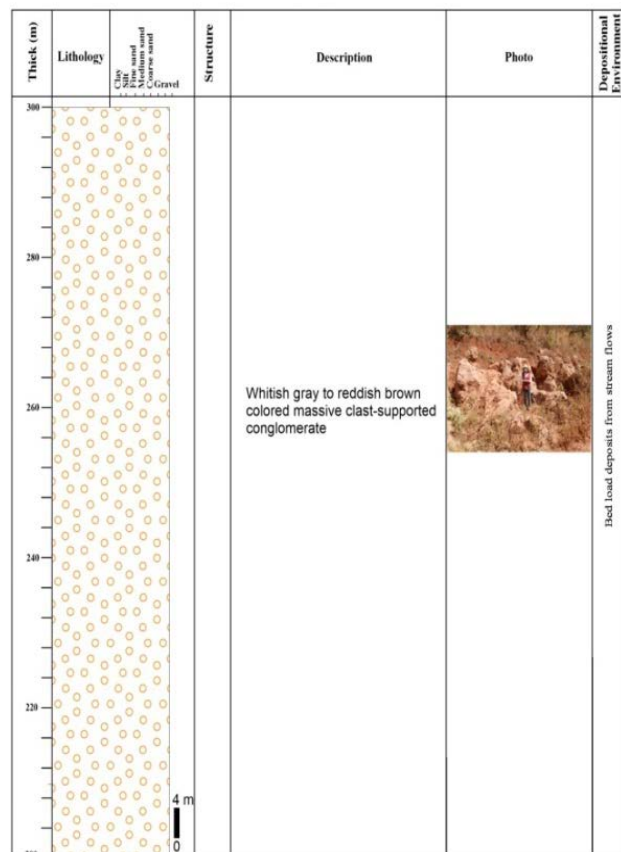 Thick (m)
Lithology
Clay
Silt
Fine sand
Medium sand
Coarse sand
Gravel
Structure
Description
Photo
Depositional
Environment
300
280
260
240
220
Whitish gray to reddish brown
colored massive clast-supported
conglomerate
Bed load deposits from stream flows
4 m
0